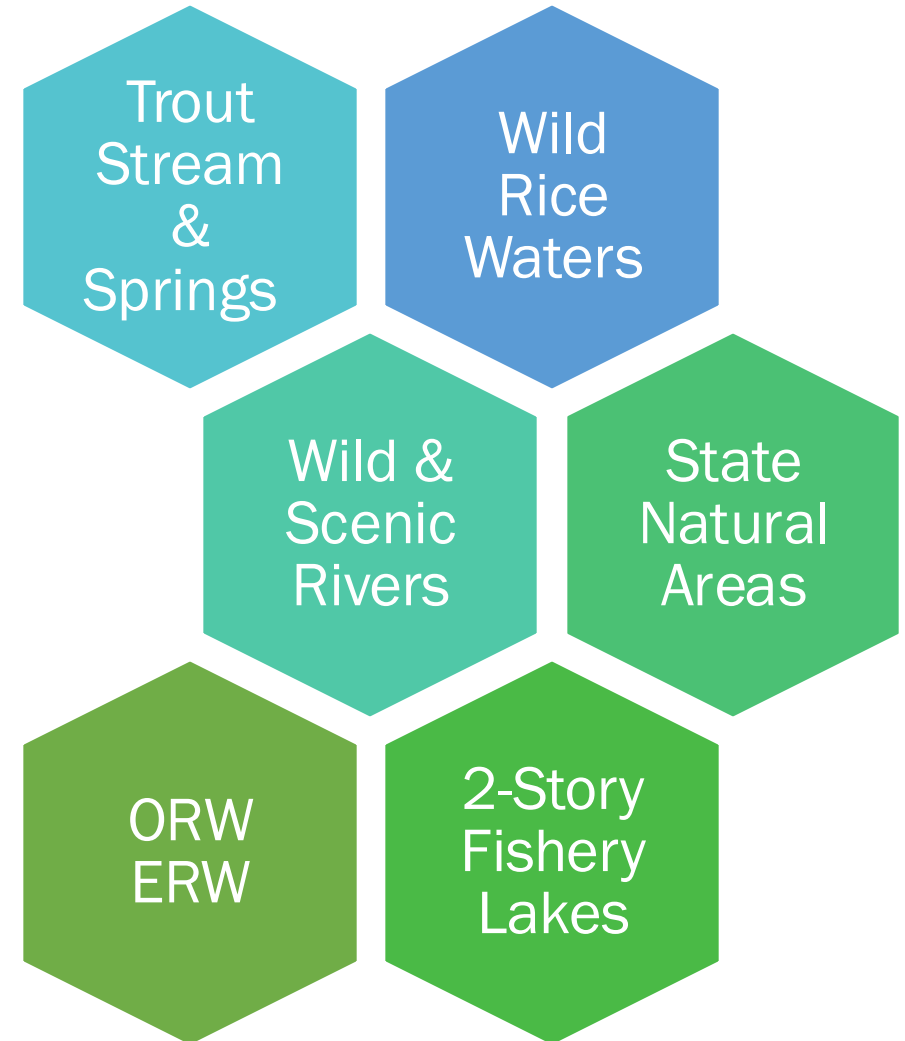 Trout
Stream
&
Springs
Wild
Rice
Waters
Wild &
Scenic
Rivers
State
Natural
Areas
ORW
ERW
2-Story
Fishery
Lakes